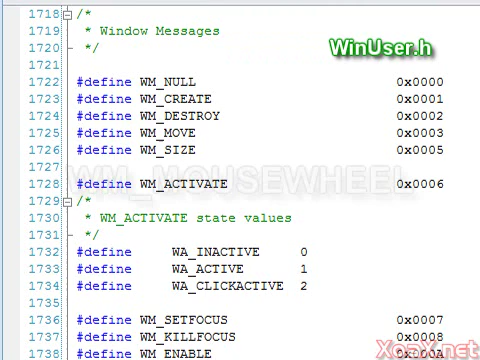 1718 /*
1719 * Window Messages
WinUser.h
1720 */
1721
1722 #define WM_NULL 0x0000
1723 #define WM_CREATE 0x0001
1724 #define WM_DESTROY 0x0002
1725 #define WM_MOVE 0x0003
1726 #define WM_SIZE 0x0005
1727
WM_MOUSEWHEEL
1728 #define WM_ACTIVATE 0x0006
1729 /*
1730 * WM_ACTIVATE state values
1731 */
1732 #define WA_INACTIVE 0
1733 #define WA_ACTIVE 1
1734 #define WA_CLICKACTIVE 2
1735
1736 #define WM_SETFOCUS 0x0007
1737 #define WM_KILLFOCUS 0x0008
1738 #define WM_ENABLE 0x000A
XoaX.net